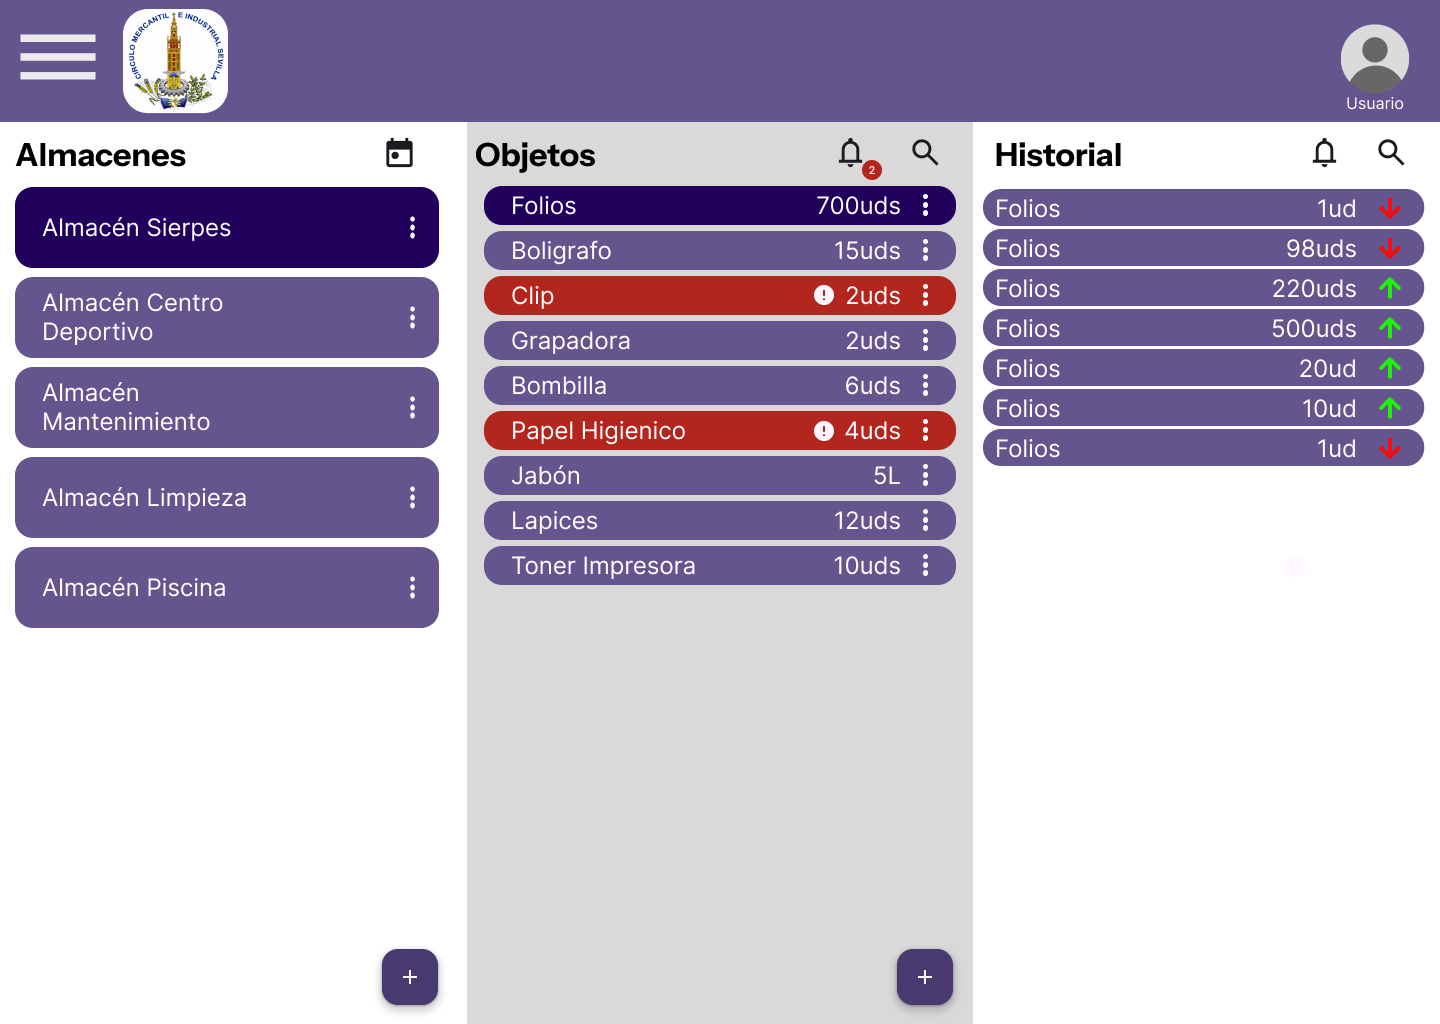 CIRCULO MERCANTIL E INDUSTRIAL SEVILLA
Usuario
Almacenes
Almacén Sierpes
Almacén Centro
Deportivo
Almacén
Mantenimiento
Almacén Limpieza
Almacén Piscina
+
Objetos
2
Folios 700uds
Boligrafo 15uds
Clip ! 2uds
Grapadora 2uds
Bombilla 6uds
Papel Higienico ! 4uds
Jabón 5L
Lapices 12uds
Toner Impresora 10uds
+
Historial
Folios 1ud
Folios 98uds
Folios 220uds
Folios 500uds
Folios 20ud
Folios 10ud
Folios 1ud